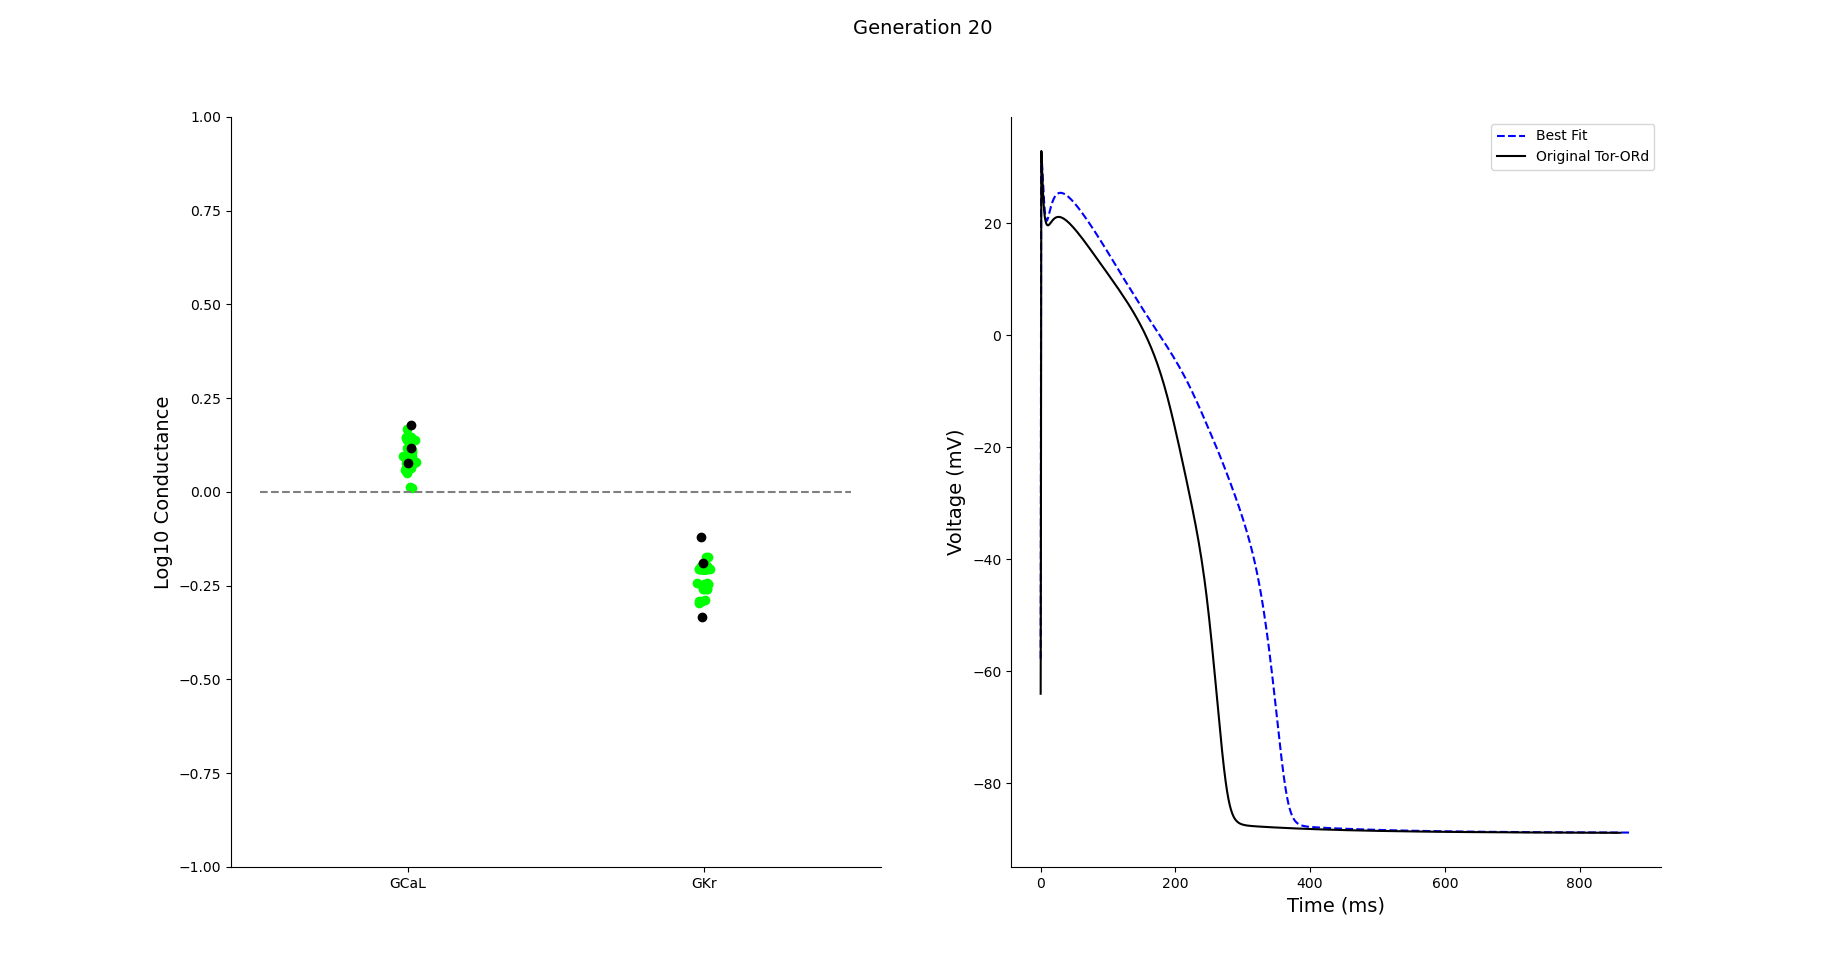 Generation 20
1.00
0.75
0.50
0.25
0.00
−0.25
−0.50
−0.75
−1.00
Log10 Conductance
GCaL
GKr
Best Fit
Original Tor-ORd
20
0
−20
−40
−60
−80
Voltage (mV)
0
200
400
600
800
Time (ms)